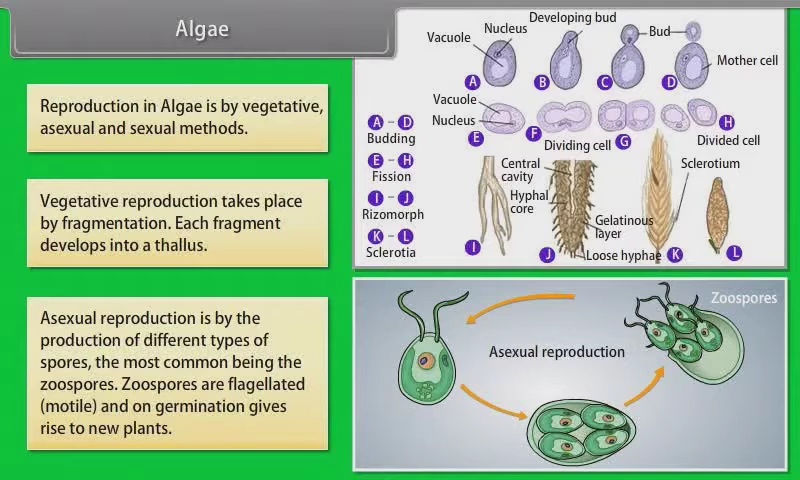 Algae
Reproduction in Algae is by vegetative,
asexual and sexual methods.
Vegetative reproduction takes place
by fragmentation. Each fragment
develops into a thallus.
Asexual reproduction is by the
production of different types of
spores, the most common being the
zoospores. Zoospores are flagellated
(motile) and on germination gives
rise to new plants.
Developing bud
Nucleus
Vacuole
Bud
Mother cell
A
B
C
D
Vacuole
Nucleus
E
F
Dividing cell
G
H
Divided cell
A – D
Budding
E – H
Fission
I – J
Rizomorph
K – L
Sclerotia
Central
cavity
Hyphal
core
Gelatinous
layer
Loose hyphae
Sclerotium
I
J
K
L
Zoospores
Asexual reproduction